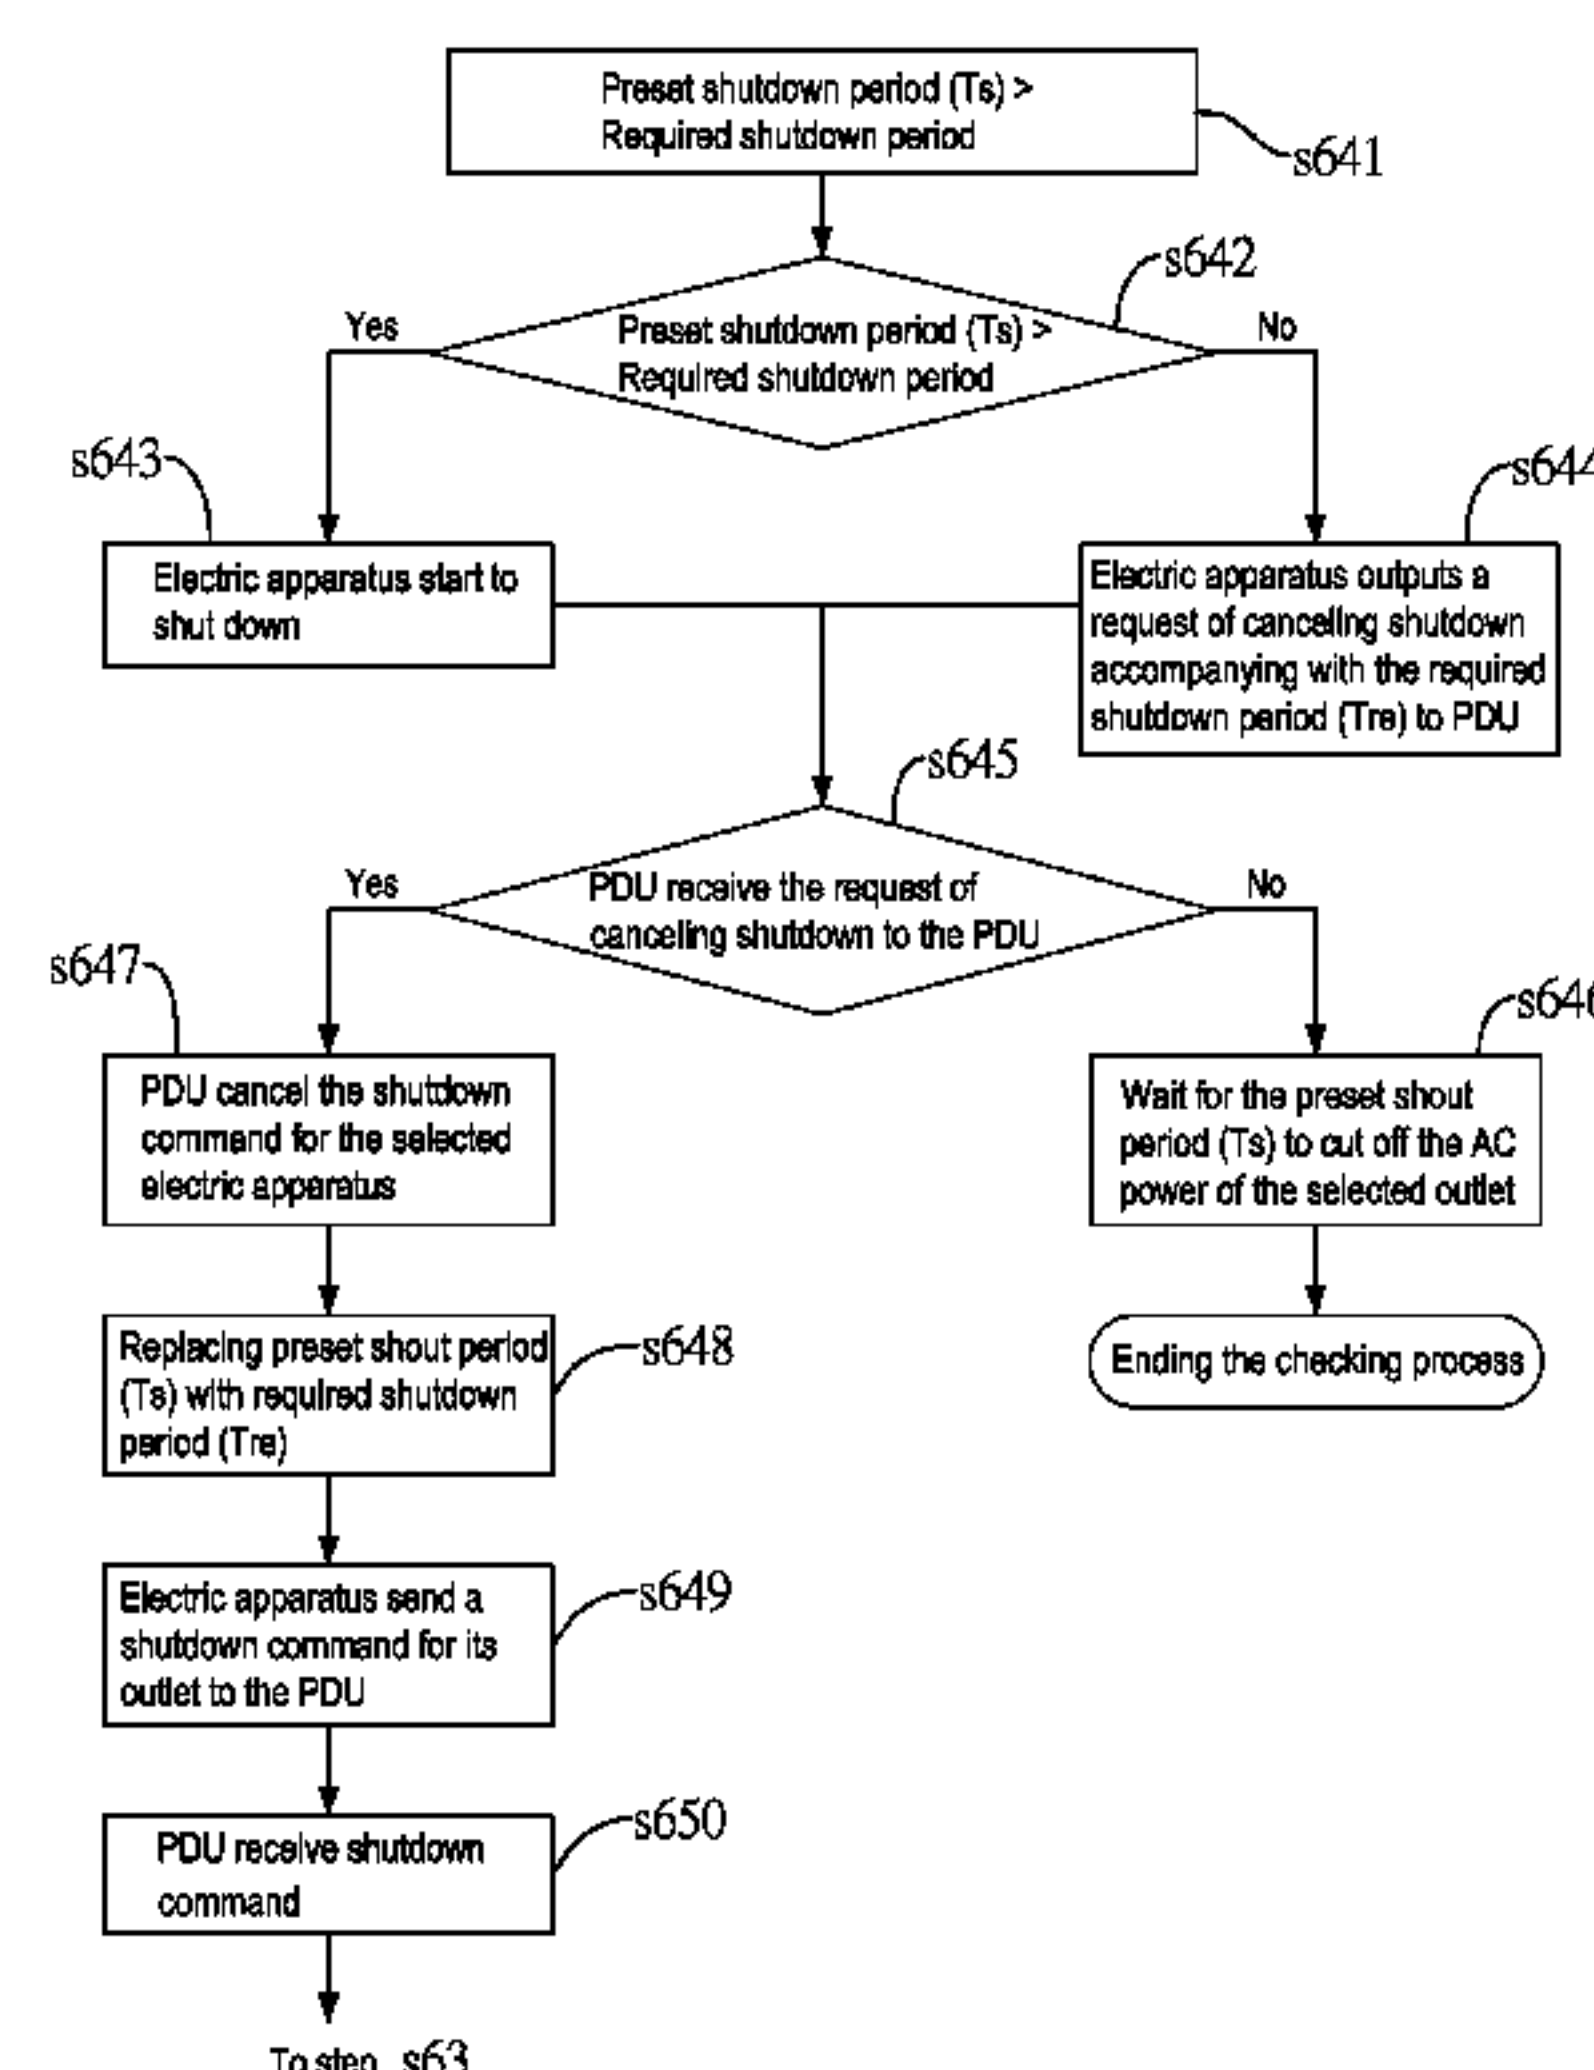 Preset shutdown period (Ts) >
Required shutdown period
s641
s642
Yes
No
Preset shutdown period (Ts) >
Required shutdown period
s643
s644
Electric apparatus start to
shut down
Electric apparatus outputs a
request of canceling shutdown
accompanying with the required
shutdown period (Tre) to PDU
s645
Yes
No
PDU receive the request of
canceling shutdown to the PDU
s647
s646
PDU cancel the shutdown
command for the selected
electric apparatus
Wait for the preset shout
period (Ts) to cut off the AC
power of the selected outlet
Replacing preset shout period
(Ts) with required shutdown
period (Tre)
s648
Ending the checking process
Electric apparatus send a
shutdown command for its
outlet to the PDU
s649
PDU receive shutdown
command
s650
To step s63